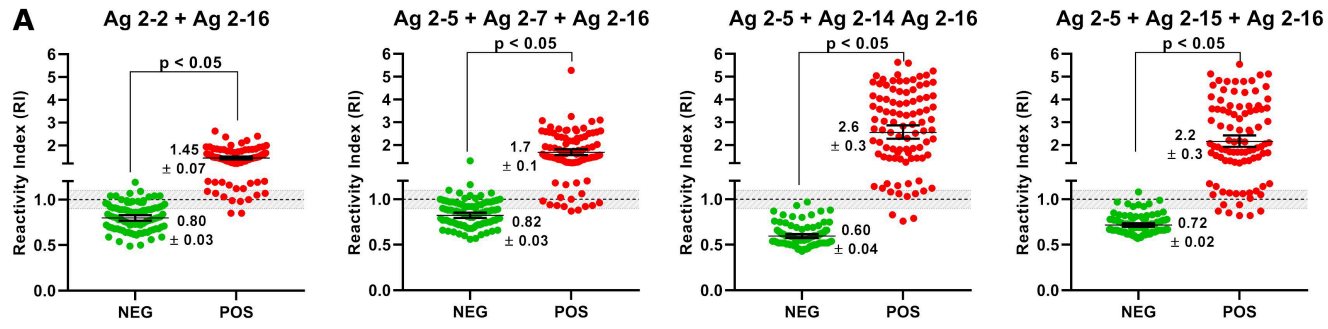 A
Ag 2-2 + Ag 2-16
Reactivity Index (RI)
6
5
4
3
2
1.0
0.5
0.0
p < 0.05
1.45
± 0.07
0.80
± 0.03
NEG
POS
Ag 2-5 + Ag 2-7 + Ag 2-16
Reactivity Index (RI)
6
5
4
3
2
1.0
0.5
0.0
p < 0.05
1.7
± 0.1
0.82
± 0.03
NEG
POS
Ag 2-5 + Ag 2-14 Ag 2-16
Reactivity Index (RI)
6
5
4
3
2
1.0
0.5
0.0
p < 0.05
2.6
± 0.3
0.60
± 0.04
NEG
POS
Ag 2-5 + Ag 2-15 + Ag 2-16
Reactivity Index (RI)
6
5
4
3
2
1.0
0.5
0.0
p < 0.05
2.2
± 0.3
0.72
± 0.02
NEG
POS